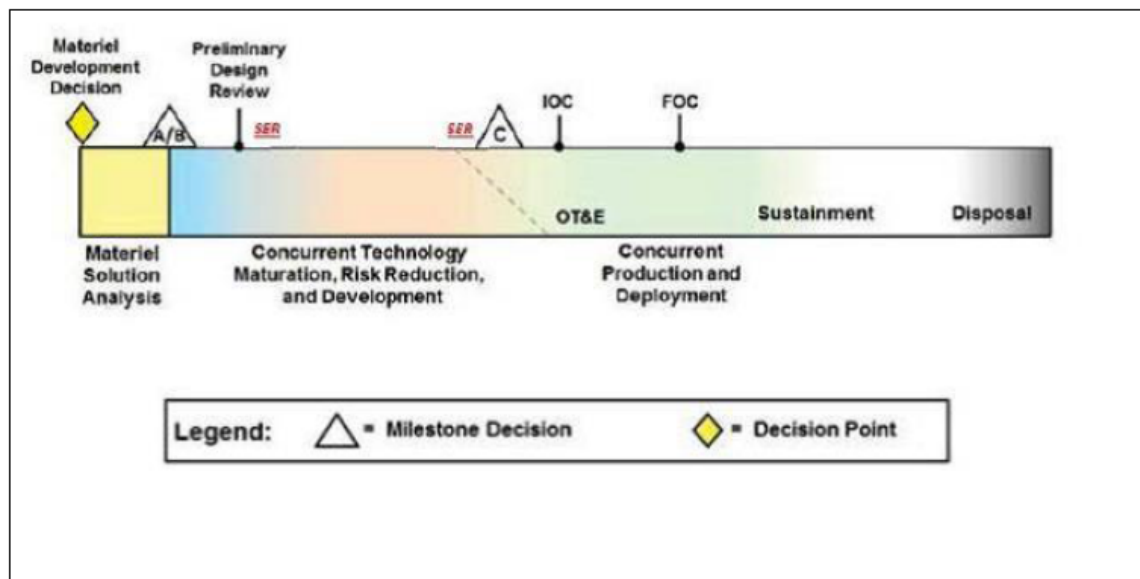 Materiel
Development
Decision
Preliminary
Design
Review
A/B
SER
SER
C
IOC
FOC
OT&E
Sustainment
Disposal
Materiel
Solution
Analysis
Concurrent Technology
Maturation, Risk Reduction,
and Development
Concurrent
Production and
Deployment
Legend:
= Milestone Decision
= Decision Point